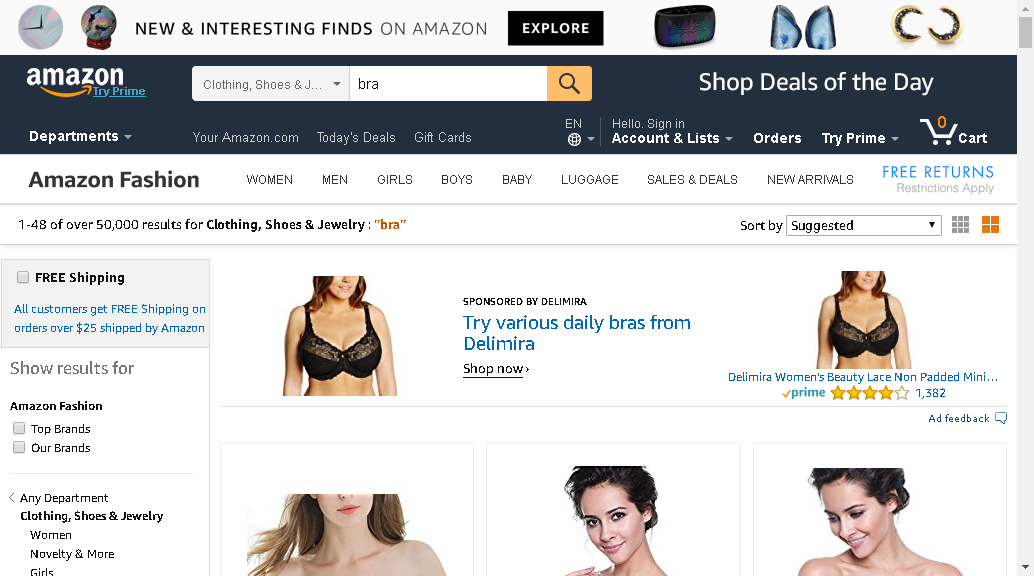 NEW & INTERESTING FINDS ON AMAZON EXPLORE
amazon
Try Prime
Clothing, Shoes & J... bra
Shop Deals of the Day
Departments
Your Amazon.com Today's Deals Gift Cards
EN
Hello. Sign in
Account & Lists
Orders
Try Prime
0
Cart
Amazon Fashion
WOMEN MEN GIRLS BOYS BABY LUGGAGE SALES & DEALS NEW ARRIVALS
FREE RETURNS
Restrictions Apply
1-48 of over 50,000 results for Clothing, Shoes & Jewelry : "bra"
Sort by Suggested
FREE Shipping
All customers get FREE Shipping on
orders over $25 shipped by Amazon
Show results for
Amazon Fashion
Top Brands
Our Brands
Any Department
Clothing, Shoes & Jewelry
Women
Novelty & More
Girls
SPONSORED BY DELIMIRA
Try various daily bras from
Delimira
Shop now ›
Delimira Women's Beauty Lace Non Padded Mini...
prime 1,382
Ad feedback